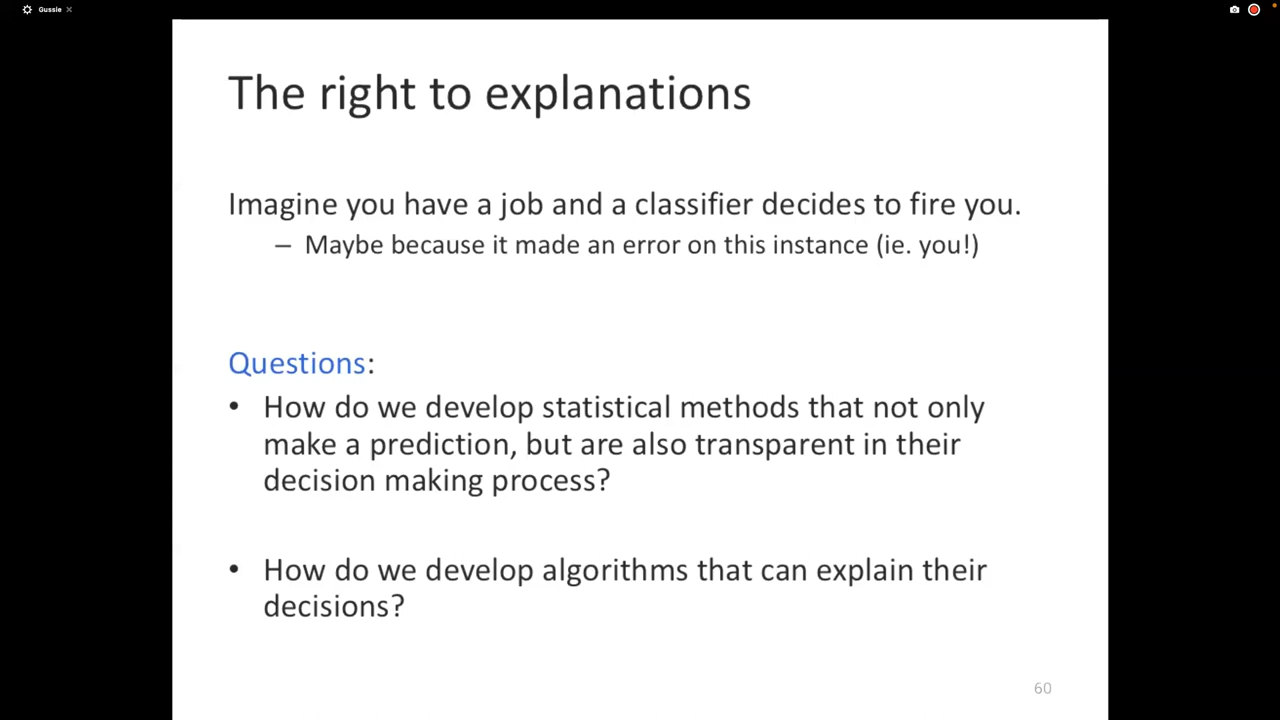 Gussie
The right to explanations
Imagine you have a job and a classifier decides to fire you.
– Maybe because it made an error on this instance (ie. you!)
Questions:
• How do we develop statistical methods that not only
make a prediction, but are also transparent in their
decision making process?
• How do we develop algorithms that can explain their
decisions?
60